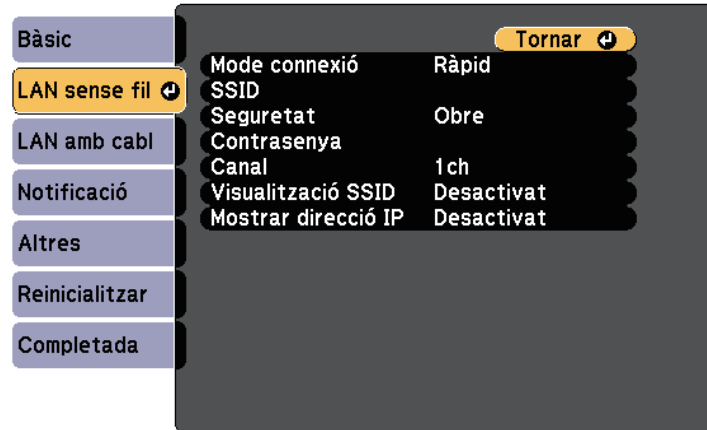 Bàsic
LAN sense fil
LAN amb cabl
Notificació
Altres
Reinicialitzar
Completada
Tornar
Mode connexió Ràpid
SSID
Seguretat Obre
Contrasenya
Canal 1ch
Visualització SSID Desactivat
Mostrar direcció IP Desactivat